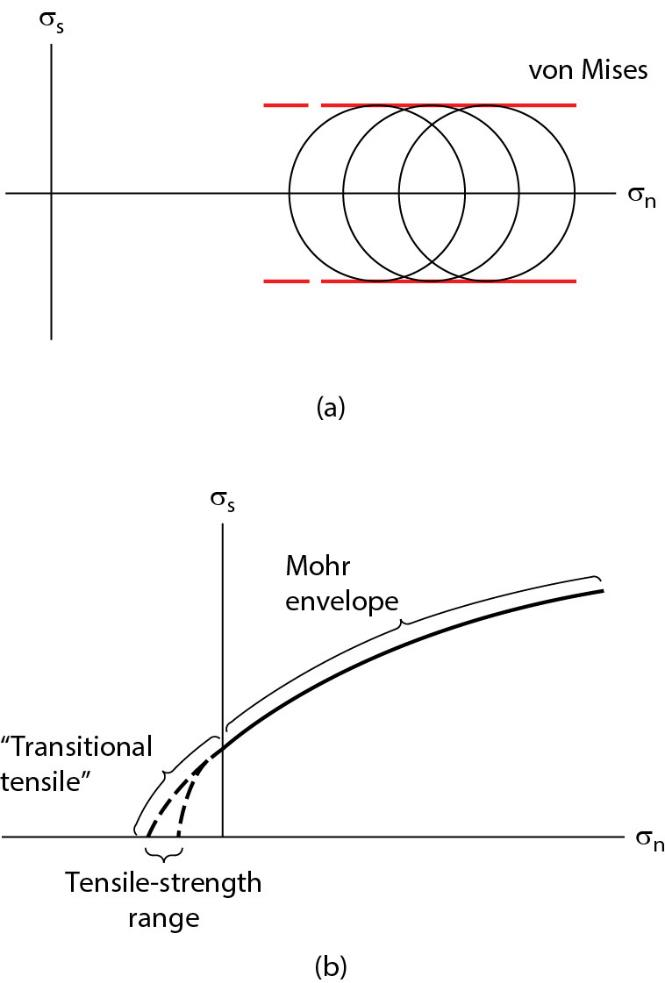 σs
von Mises
σn
(a)
σs
Mohr
envelope
“Transitional
tensile”
σn
Tensile-strength
range
(b)